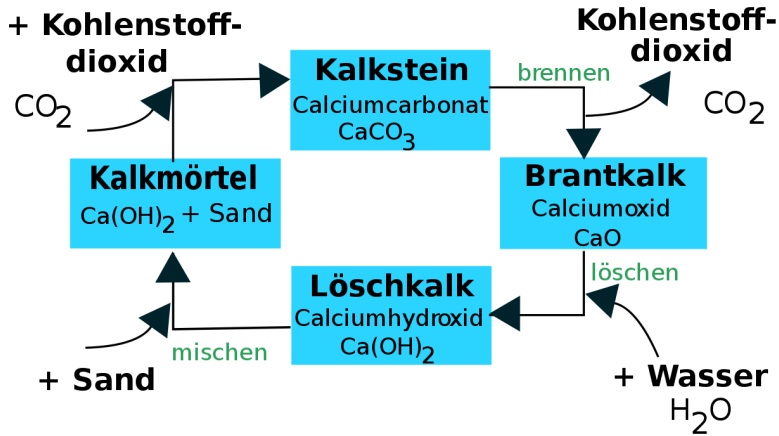 + Kohlenstoff-
dioxid
CO2
Kalkstein
Calciumcarbonat
CaCO3
brennen
Kohlenstoff-
dioxid
CO2
Kalkmörtel
Ca(OH)2 + Sand
Brantkalk
Calciumoxid
CaO
löschen
Löschkalk
Calciumhydroxid
Ca(OH)2
mischen
+ Sand
+ Wasser
H2O